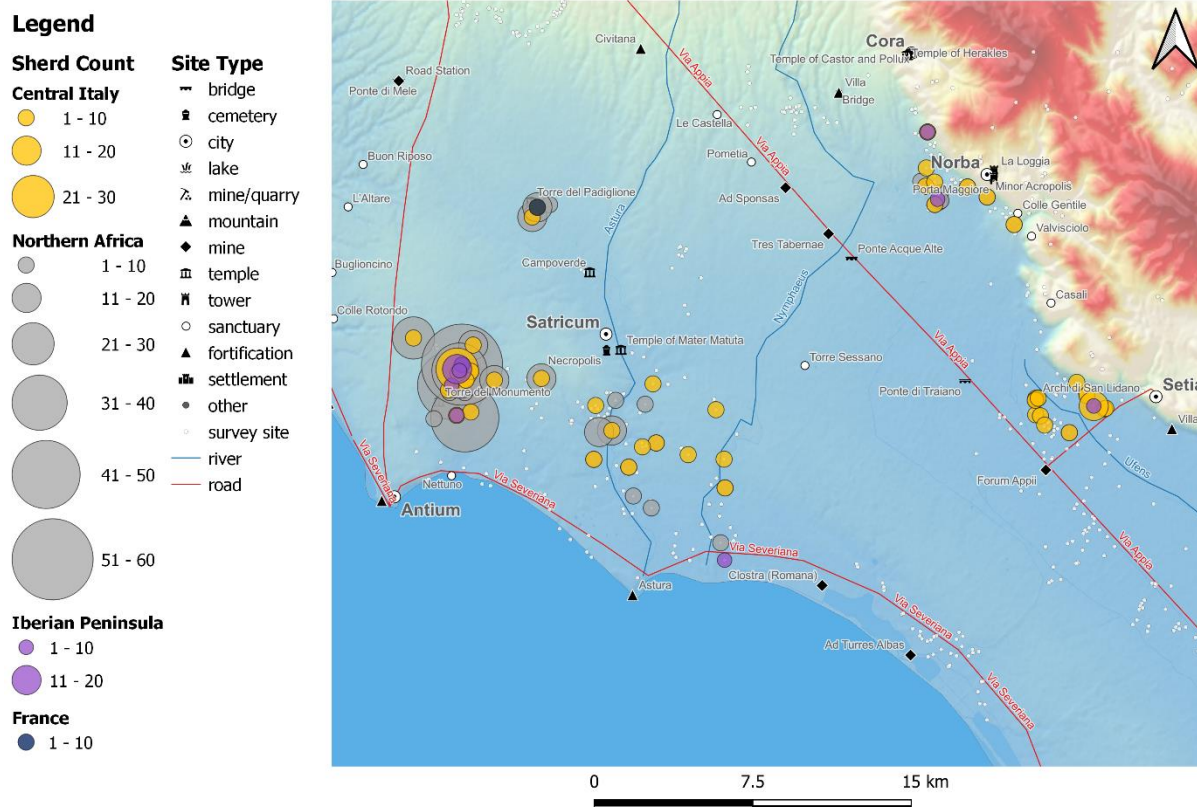 Legend
Sherd Count
Central Italy
1 - 10
11 - 20
21 - 30
Northern Africa
1 - 10
11 - 20
21 - 30
31 - 40
41 - 50
51 - 60
Iberian Peninsula
1 - 10
11 - 20
France
1 - 10
Site Type
bridge
cemetery
city
lake
mine/quarry
mountain
mine
temple
tower
sanctuary
fortification
settlement
other
survey site
river
road
Civitana
Cora
Temple of Herakles
Temple of Castor and Pollux
Road Station
Ponte di Mele
Via Appia
Villa
Bridge
Le Castella
Buon Riposo
Pometia
Via Appia
Norba
La Loggia
Minor Acropolis
Porta Maggiore
L'Altare
Torre del Padiglione
Ad Sponsas
Colle Gentile
Valvisciolo
Astura
Tres Tabernae
Ponte Acque Alte
Buglioncino
Campoverde
Nymphaeus
Casali
Colle Rotondo
Satricum
Temple of Mater Matuta
Necropolis
Via Appia
Torre Sessano
Ponte di Traiano
Archi di San Lidano
Setia
Torre del Monumento
Villa
Via Severiana
Ufens
Forum Appii
Nettuno
Via Severiana
Antium
Via Severiana
Via Appia
Clostra (Romana)
Astura
Via Severiana
Ad Turres Albas
Via Severiana
0
7.5
15 km